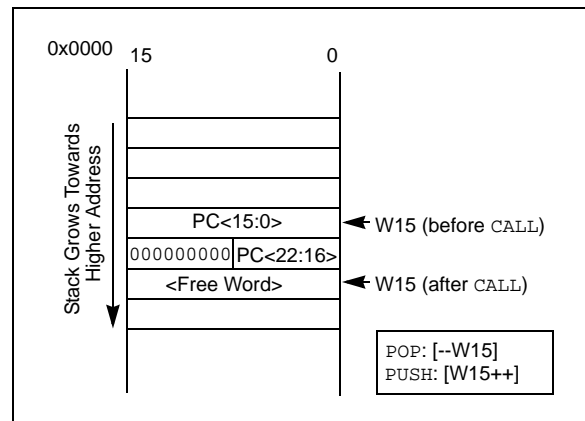 0x0000 15 0
Stack Grows Towards
Higher Address
PC<15:0> W15 (before CALL)
000000000 PC<22:16>
<Free Word> W15 (after CALL)
POP: [--W15]
PUSH: [W15++]